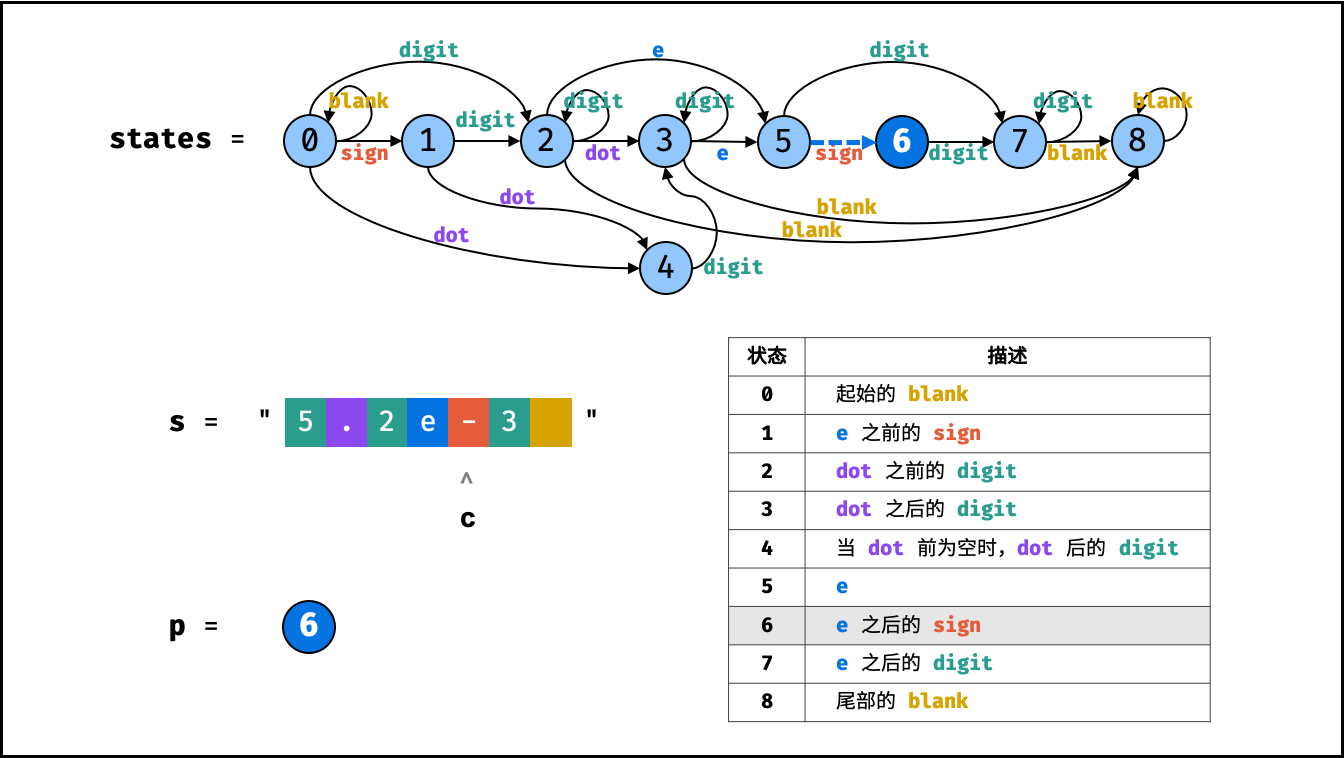 digit e digit
blank digit digit digit blank
digit
states = 0 1 2 3 5 6 7 8
sign dot e sign digit blank
dot blank
dot blank
4 digit
状态 描述
0 起始的 blank
1 e 之前的 sign
2 dot 之前的 digit
3 dot 之后的 digit
4 当 dot 前为空时，dot 后的 digit
5 e
6 e 之后的 sign
7 e 之后的 digit
8 尾部的 blank
s = " 5 . 2 e - 3 "
^
c
p = 6